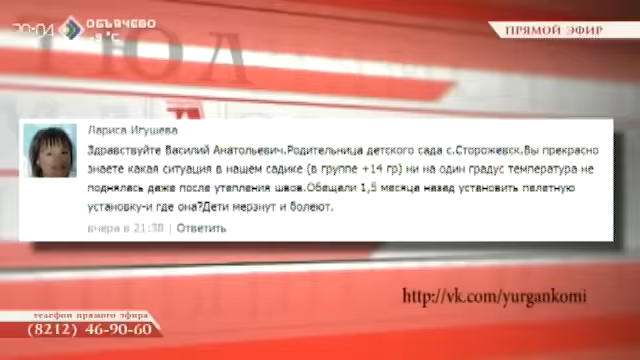 20:04
ОБЪЯЧЕВО
-9 °C
ПРЯМОЙ ЭФИР
Лариса Игушева
Здравствуйте Василий Анатольевич.Родительница детского сада с.Сторожевск.Вы прекрасно
знаете какая ситуация в нашем садике (в группе +14 гр) ни на один градус температура не
поднялась даже после утепления швов.Обещали 1,5 месяца назад установить пелетную
установку-и где она?Дети мерзнут и болеют.
вчера в 21:38 | Ответить
http://vk.com/yurgankomi
телефон прямого эфира
(8212) 46-90-60